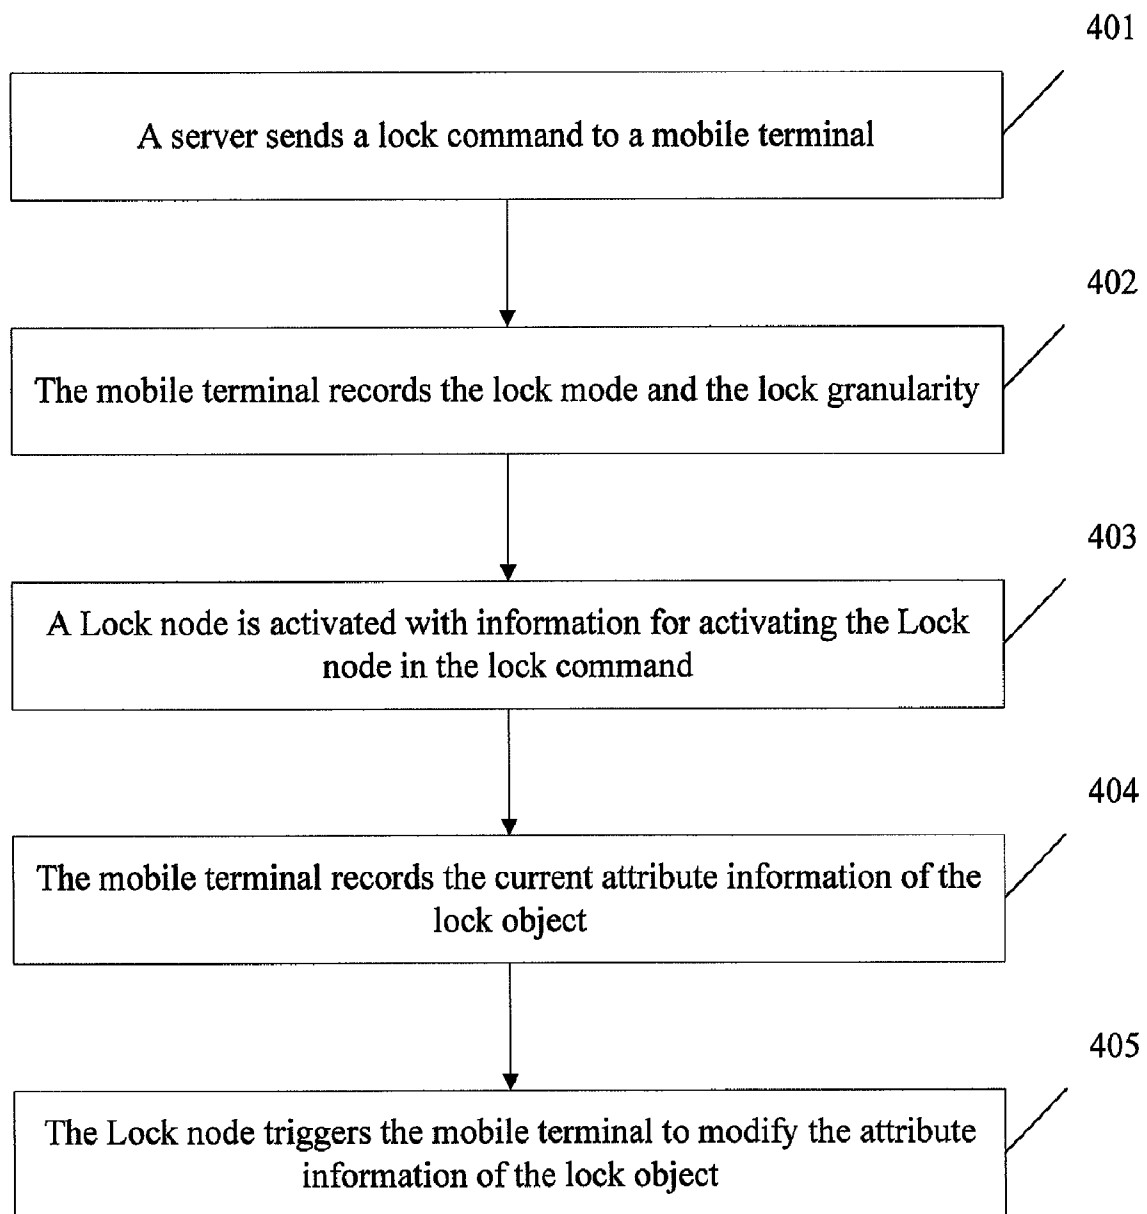 401
A server sends a lock command to a mobile terminal
402
The mobile terminal records the lock mode and the lock granularity
403
A Lock node is activated with information for activating the Lock
node in the lock command
404
The mobile terminal records the current attribute information of the
lock object
405
The Lock node triggers the mobile terminal to modify the attribute
information of the lock object